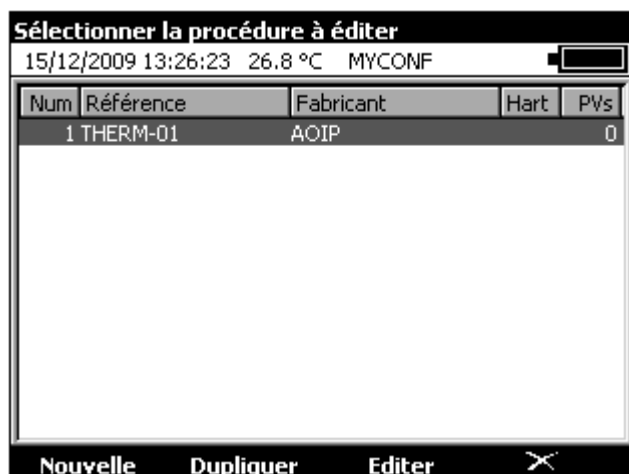 Sélectionner la procédure à éditer
15/12/2009 13:26:23 26.8 °C MYCONF
Num Référence Fabricant Hart PVs
1 THERM-01 AOIP 0
Nouvelle Dupliquer Editer